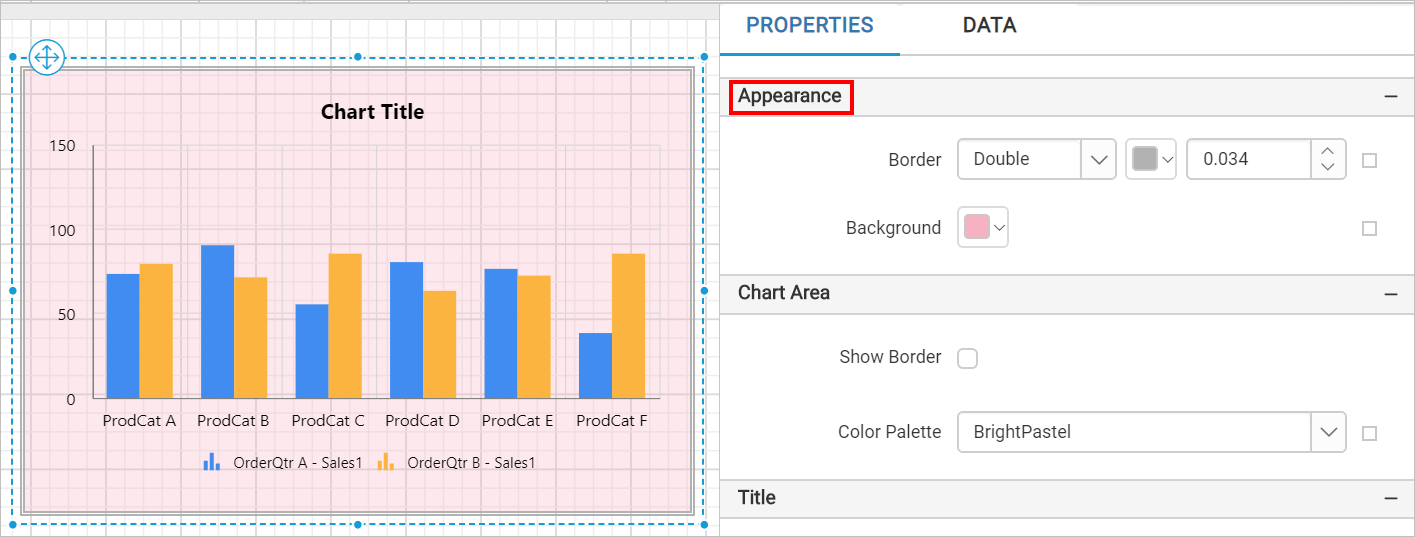 PROPERTIES DATA
Appearance
Border Double 0.034
Background
Chart Area
Show Border
Color Palette BrightPastel
Title
Chart Title
150
100
50
0
ProdCat A ProdCat B ProdCat C ProdCat D ProdCat E ProdCat F
OrderQtr A - Sales1 OrderQtr B - Sales1